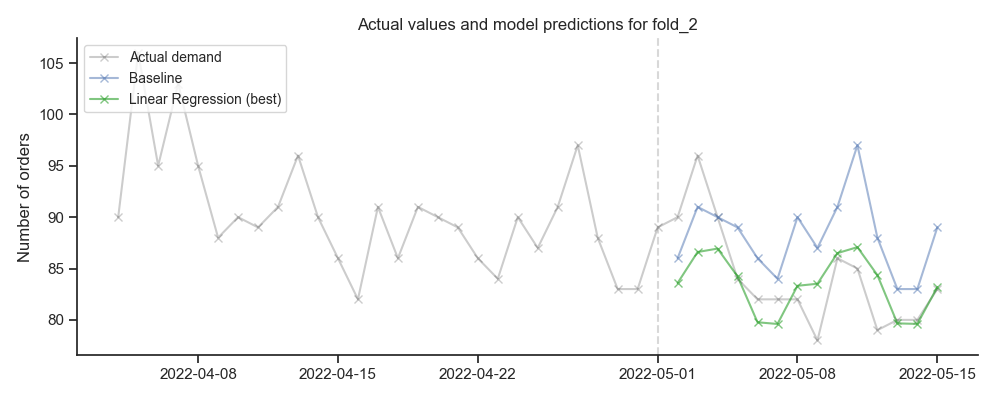 Actual values and model predictions for fold_2
Number of orders
105
100
95
90
85
80
Actual demand
Baseline
Linear Regression (best)
2022-04-08
2022-04-15
2022-04-22
2022-05-01
2022-05-08
2022-05-15